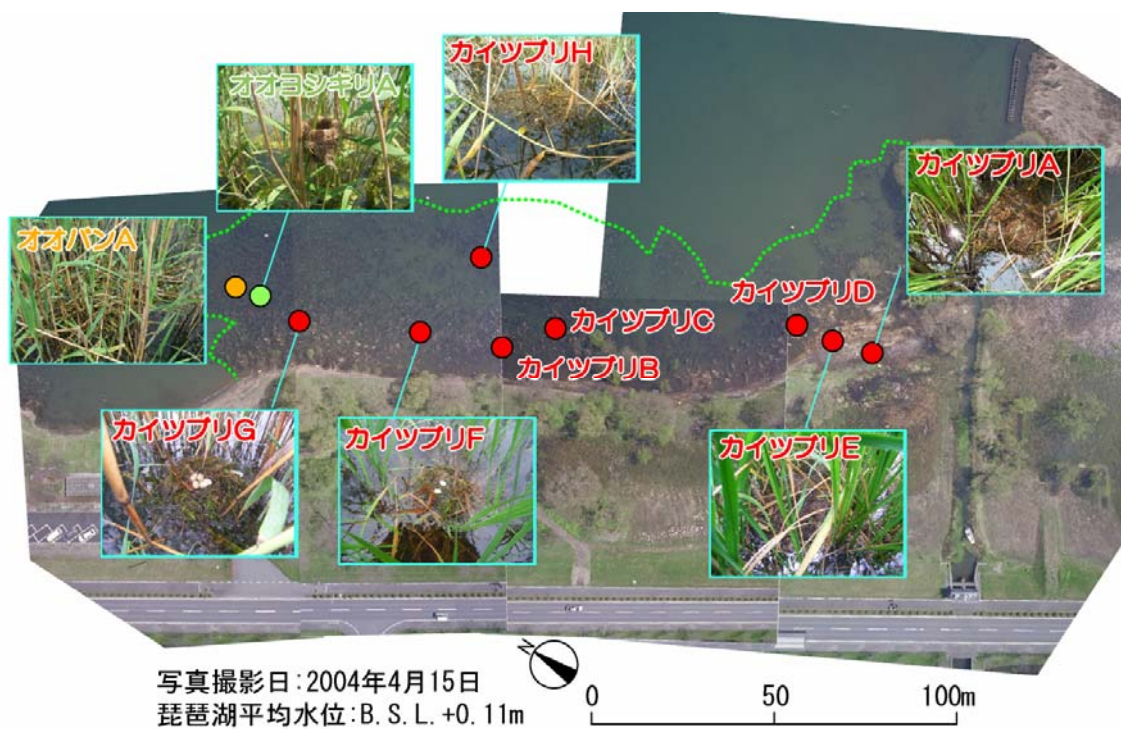 カイツブリH
オオヨシキリA
カイツブリA
オオバンA
カイツブリD
カイツブリC
カイツブリB
カイツブリG
カイツブリF
カイツブリE
N
写真撮影日:2004年4月15日
琵琶湖平均水位:B.S.L.+0.11m
0 50 100m